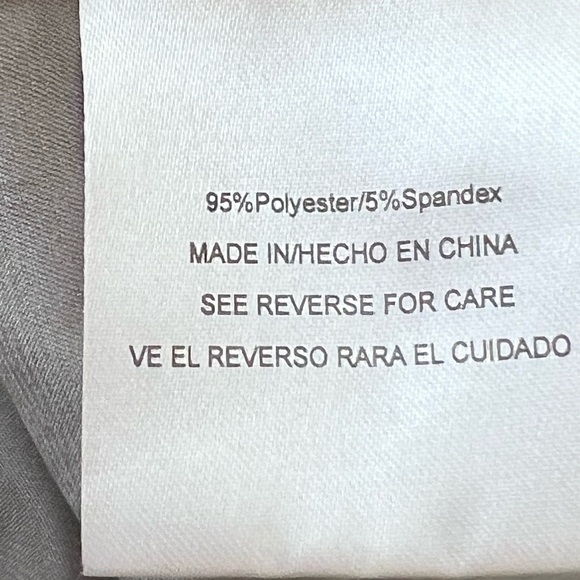 95%Polyester/5%Spandex
MADE IN/HECHO EN CHINA
SEE REVERSE FOR CARE
VE EL REVERSO RARA EL CUIDADO